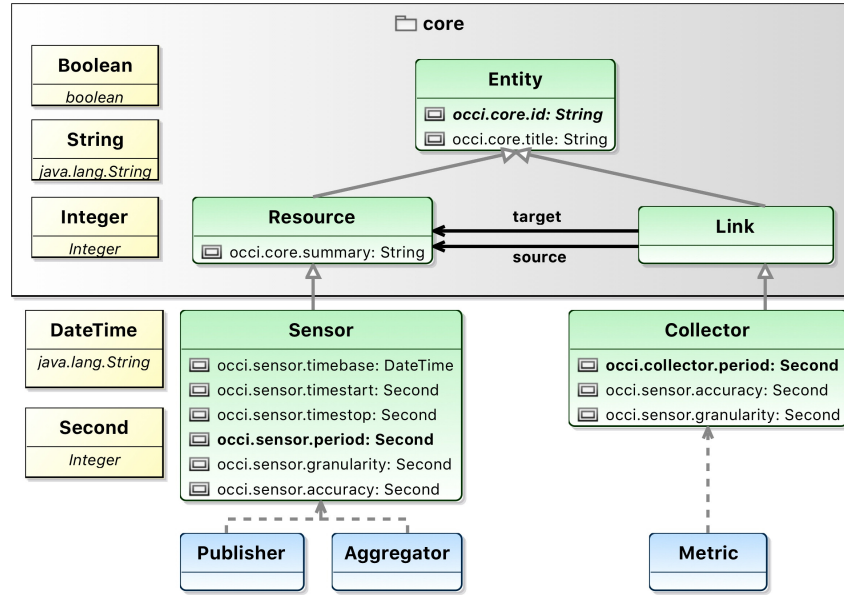 core
Boolean
boolean
String
java.lang.String
Integer
Integer
Entity
occi.core.id: String
occi.core.title: String
Resource
occi.core.summary: String
target
source
Link
DateTime
java.lang.String
Second
Integer
Sensor
occi.sensor.timebase: DateTime
occi.sensor.timestart: Second
occi.sensor.timestop: Second
occi.sensor.period: Second
occi.sensor.granularity: Second
occi.sensor.accuracy: Second
Collector
occi.collector.period: Second
occi.sensor.accuracy: Second
occi.sensor.granularity: Second
Publisher
Aggregator
Metric